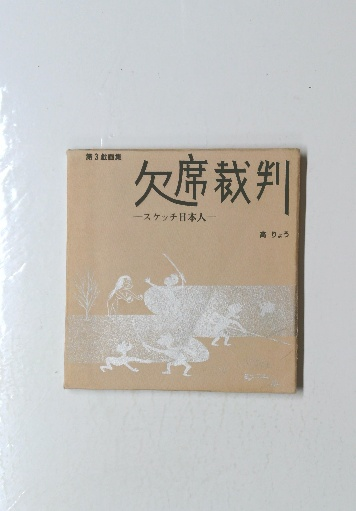 第3戯画集
欠席裁判
―スケッチ日本人―
高 りょう